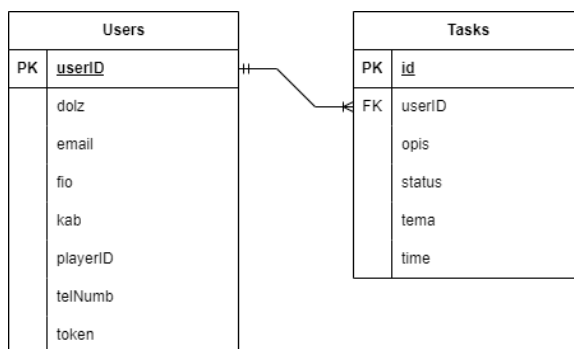 Users
PK userID
dolz
email
fio
kab
playerID
telNumb
token
Tasks
PK id
FK userID
opis
status
tema
time